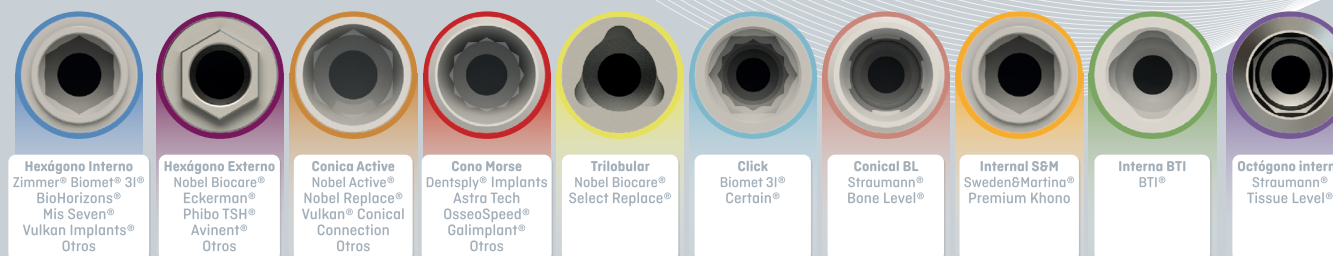 Hexágono Interno
Zimmer® Biomet® 3I®
BioHorizons®
Mis Seven®
Vulkan Implants®
Otros
Hexágono Externo
Nobel Biocare®
Eckerman®
Phibo TSH®
Avinent®
Otros
Conica Active
Nobel Active®
Nobel Replace®
Vulkan® Conical
Connection
Otros
Cono Morse
Dentsply® Implants
Astra Tech
OsseoSpeed®
Galimplant®
Otros
Trilobular
Nobel Biocare®
Select Replace®
Click
Biomet 3I®
Certain®
Conical BL
Straumann®
Bone Level®
Internal S&M
Sweden&Martina®
Premium Khono
Interna BTI
BTI®
Octógono intern
Straumann®
Tissue Level®